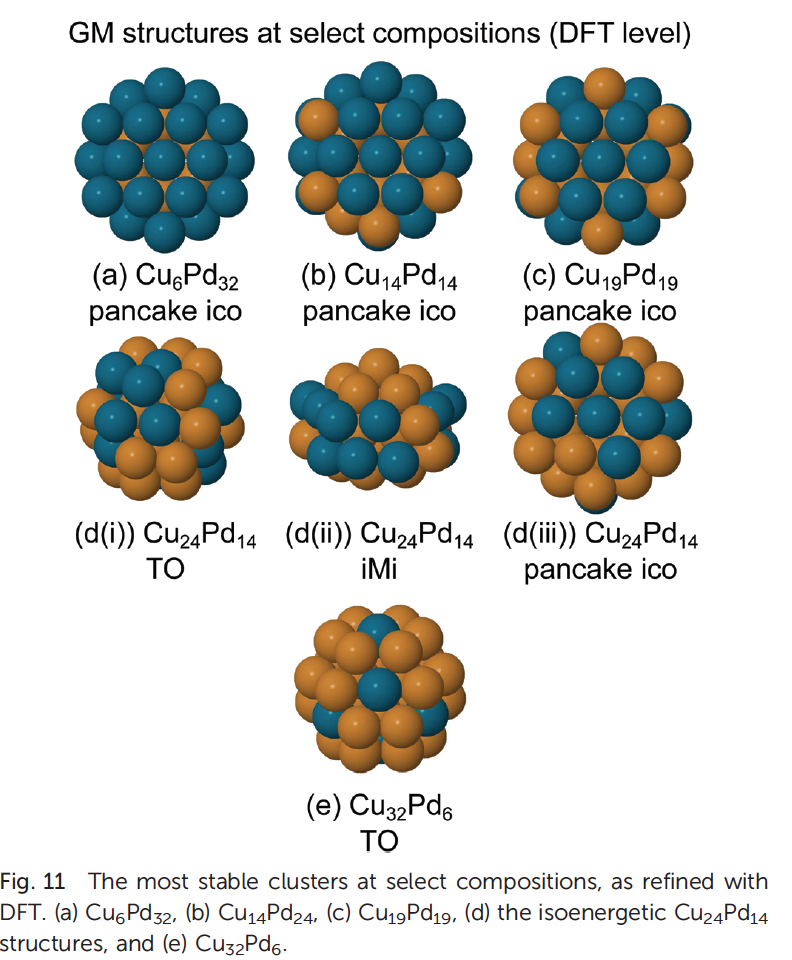 GM structures at select compositions (DFT level)
(a) Cu₆Pd₃₂
pancake ico
(b) Cu₁₄Pd₁₄
pancake ico
(c) Cu₁₉Pd₁₉
pancake ico
(d(i)) Cu₂₄Pd₁₄
TO
(d(ii)) Cu₂₄Pd₁₄
iMi
(d(iii)) Cu₂₄Pd₁₄
pancake ico
(e) Cu₃₂Pd₆
TO
Fig. 11 The most stable clusters at select compositions, as refined with
DFT. (a) Cu₆Pd₃₂, (b) Cu₁₄Pd₂₄, (c) Cu₁₉Pd₁₉, (d) the isoenergetic Cu₂₄Pd₁₄
structures, and (e) Cu₃₂Pd₆.